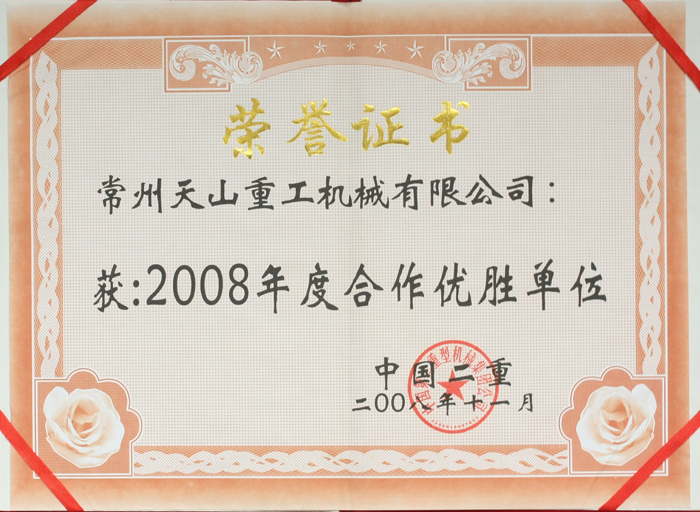 荣誉证书
常州天山重工机械有限公司：
获:2008年度合作优胜单位
中国二重
二00八年十一月